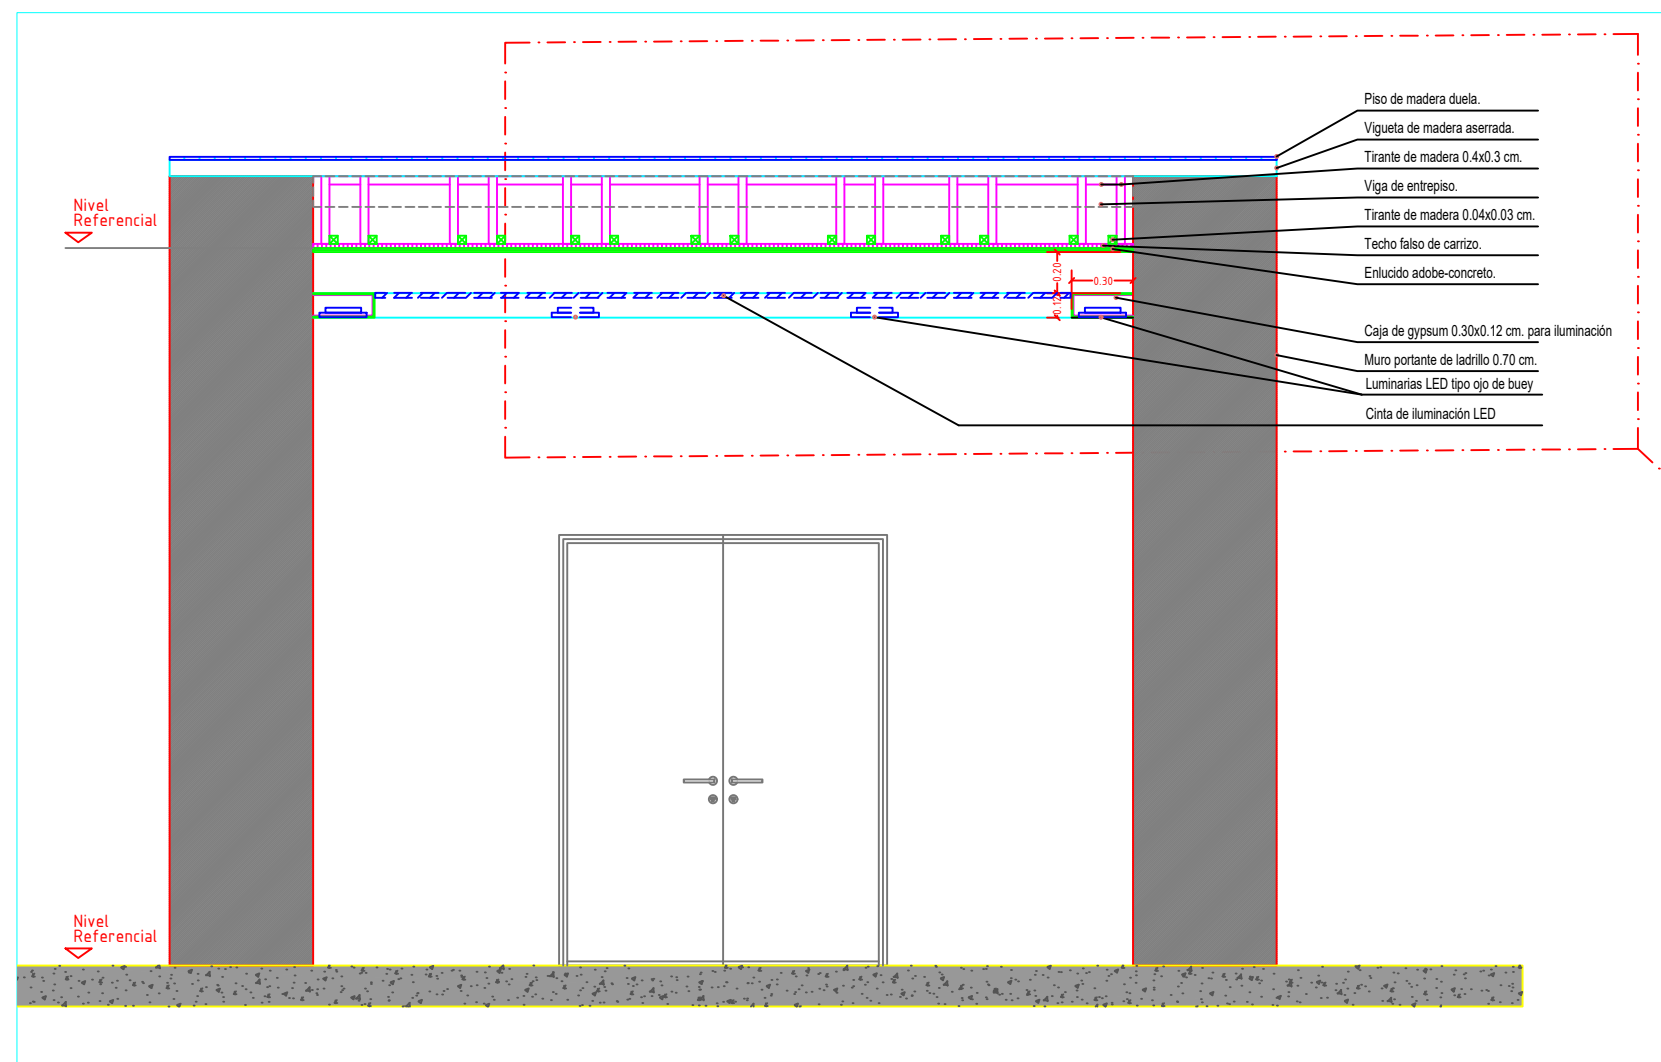 Piso de madera duela.
Vigueta de madera aserrada.
Tirante de madera 0.4x0.3 cm.
Viga de entrepiso.
Tirante de madera 0.04x0.03 cm.
Techo falso de carrizo.
Enlucido adobe-concreto.
Nivel
Referencial
0.20
0.30
0.12
Caja de gypsum 0.30x0.12 cm. para iluminación
Muro portante de ladrillo 0.70 cm.
Luminarias LED tipo ojo de buey
Cinta de iluminación LED
Nivel
Referencial